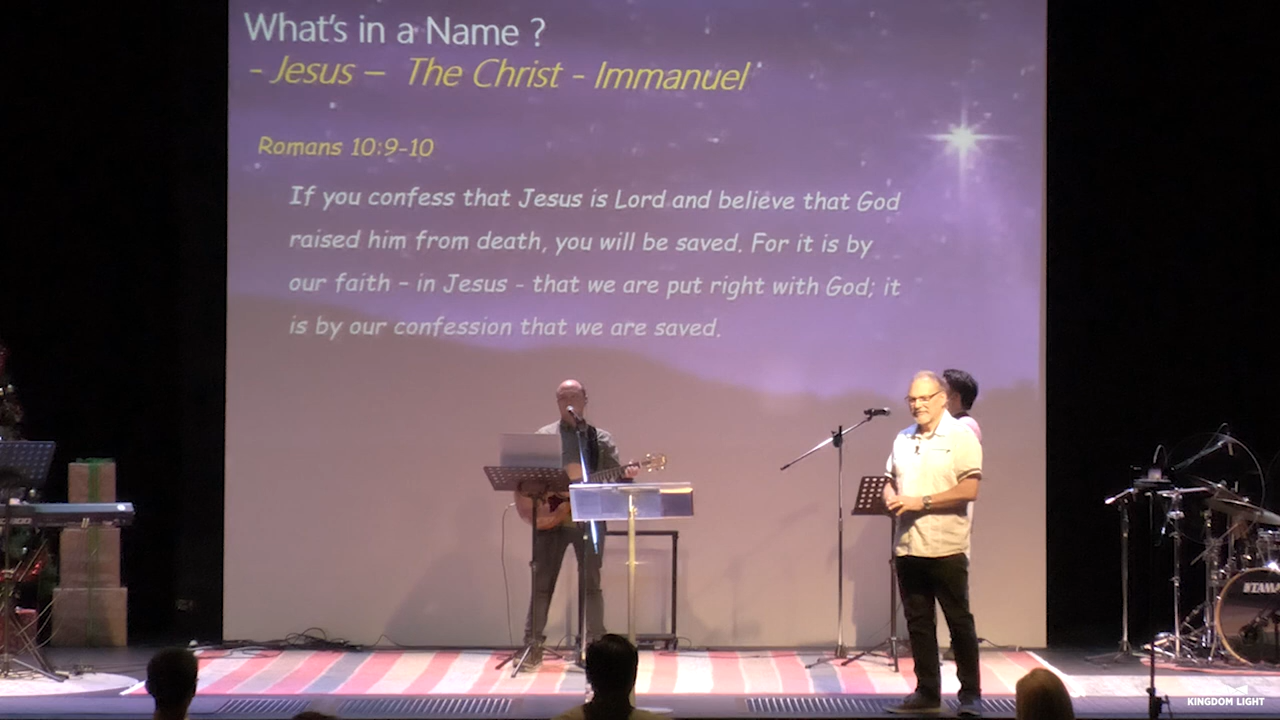 What's in a Name ?
- Jesus – The Christ - Immanuel
Romans 10:9-10
If you confess that Jesus is Lord and believe that God
raised him from death, you will be saved. For it is by
our faith – in Jesus - that we are put right with God; it
is by our confession that we are saved.
TAMA
KINGDOM LIGHT